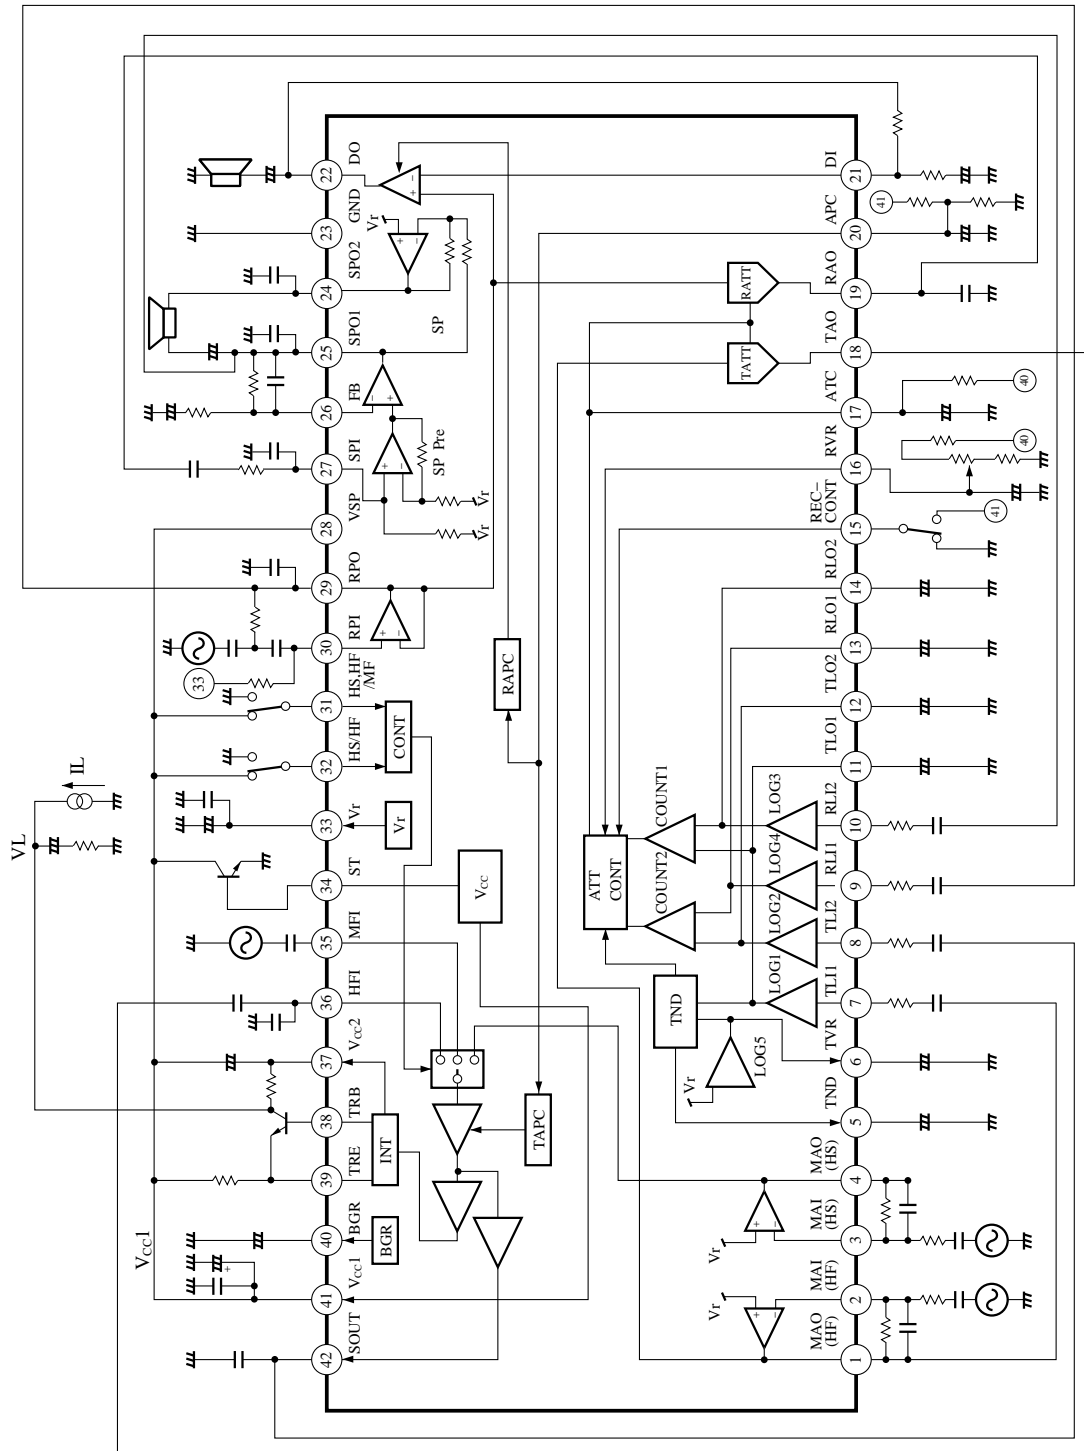 22
DO
23
GND
24
SPO2
25
SPO1
26
FB
27
SPI
28
VSP
29
RPO
30
RPI
31
HS,HF
/MF
32
HS/HF
33
Vr
34
ST
35
MFI
36
HFI
37
VCC2
38
TRB
39
TRE
40
BGR
41
VCC1
42
SOUT
VCC1
VL
IL
33
+
Vr
SP
SP Pre
Vr
Vr
+
−
+
−
−
+
+
−
+
−
CONT
Vr
VCC
RAPC
TAPC
INT
BGR
RATT
TATT
ATT
CONT
COUNT1
COUNT2
LOG3
LOG4
LOG2
LOG1
LOG5
TND
Vr
Vr
Vr
+
−
+
−
21
DI
20
APC
19
RAO
18
TAO
17
ATC
16
RVR
15
REC−
CONT
14
RLO2
13
RLO1
12
TLO2
11
TLO1
10
RLI2
9
RLI1
8
TLI2
7
TLI1
6
TVR
5
TND
4
MAO
(HS)
3
MAI
(HS)
2
MAI
(HF)
1
MAO
(HF)
41
40
40
41